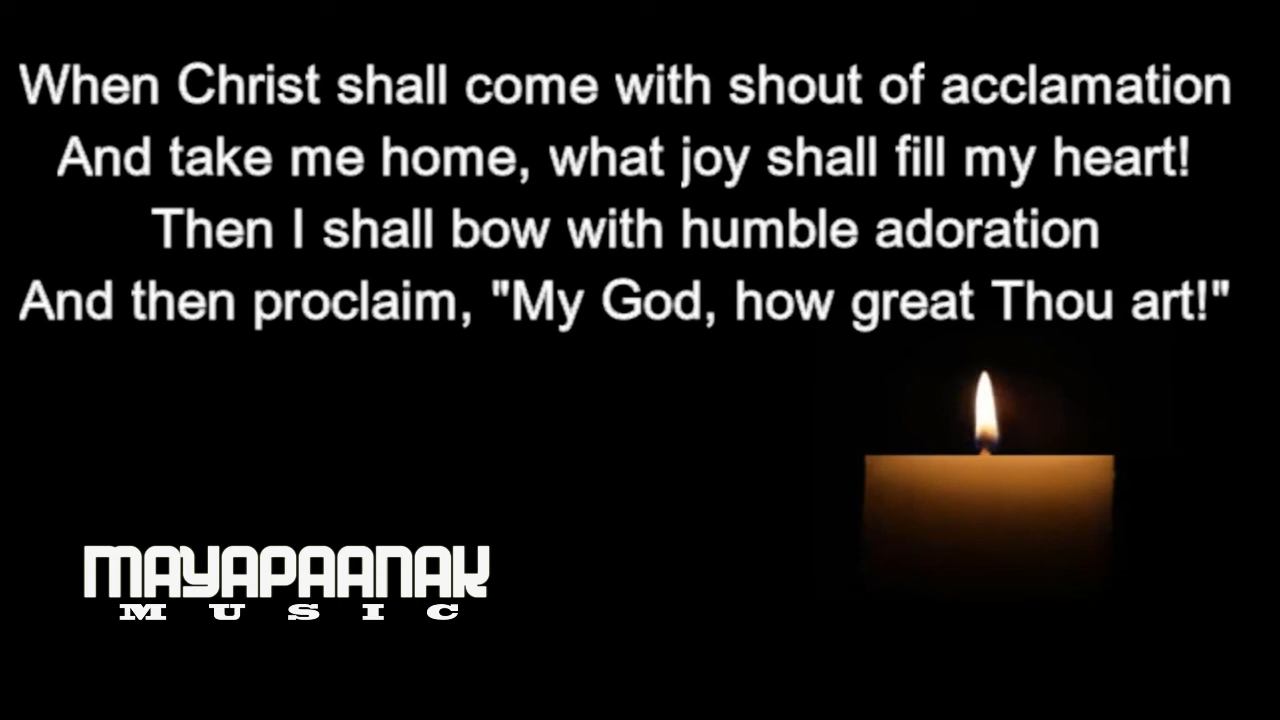 When Christ shall come with shout of acclamation
And take me home, what joy shall fill my heart!
Then I shall bow with humble adoration
And then proclaim, "My God, how great Thou art!"
MAYAPAANAK
MUSIC